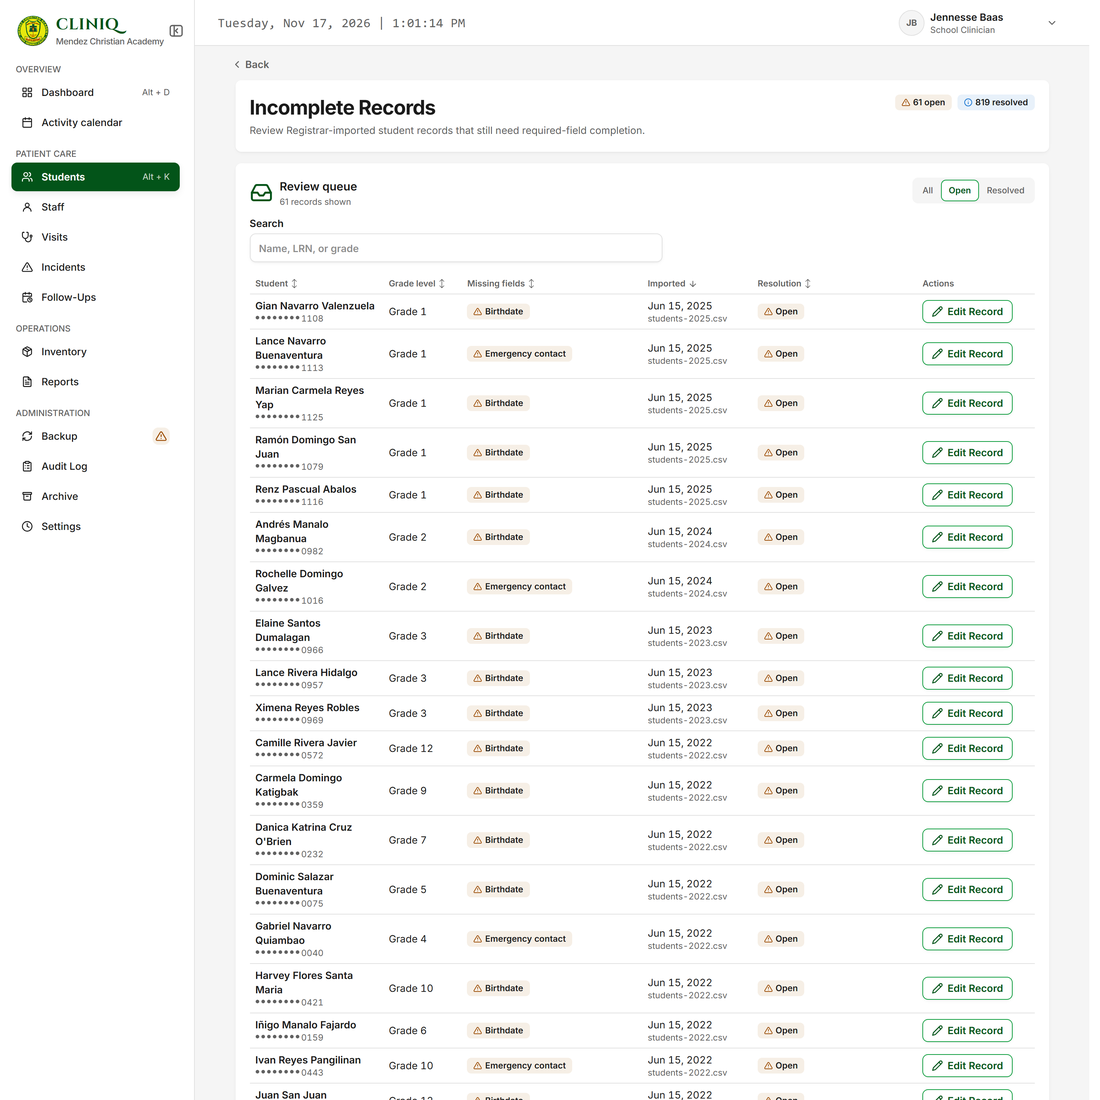 CLINIQ
Mendez Christian Academy
Tuesday, Nov 17, 2026 | 1:01:14 PM
JB
Jennesse Baas
School Clinician
OVERVIEW
Dashboard Alt + D
Activity calendar
PATIENT CARE
Students Alt + K
Staff
Visits
Incidents
Follow-Ups
OPERATIONS
Inventory
Reports
ADMINISTRATION
Backup
Audit Log
Archive
Settings
Back
Incomplete Records
61 open
819 resolved
Review Registrar-imported student records that still need required-field completion.
Review queue
61 records shown
All Open Resolved
Search
Name, LRN, or grade
Student Grade level Missing fields Imported Resolution Actions
Gian Navarro Valenzuela
••••••••1108
Grade 1 Birthdate Jun 15, 2025
students-2025.csv
Open Edit Record
Lance Navarro
Buenaventura
••••••••1113
Grade 1 Emergency contact Jun 15, 2025
students-2025.csv
Open Edit Record
Marian Carmela Reyes
Yap
••••••••1125
Grade 1 Birthdate Jun 15, 2025
students-2025.csv
Open Edit Record
Ramón Domingo San
Juan
••••••••1079
Grade 1 Birthdate Jun 15, 2025
students-2025.csv
Open Edit Record
Renz Pascual Abalos
••••••••1116
Grade 1 Birthdate Jun 15, 2025
students-2025.csv
Open Edit Record
Andrés Manalo
Magbanua
••••••••0982
Grade 2 Birthdate Jun 15, 2024
students-2024.csv
Open Edit Record
Rochelle Domingo
Galvez
••••••••1016
Grade 2 Emergency contact Jun 15, 2024
students-2024.csv
Open Edit Record
Elaine Santos
Dumalagan
••••••••0966
Grade 3 Birthdate Jun 15, 2023
students-2023.csv
Open Edit Record
Lance Rivera Hidalgo
••••••••0957
Grade 3 Birthdate Jun 15, 2023
students-2023.csv
Open Edit Record
Ximena Reyes Robles
••••••••0969
Grade 3 Birthdate Jun 15, 2023
students-2023.csv
Open Edit Record
Camille Rivera Javier
••••••••0572
Grade 12 Birthdate Jun 15, 2022
students-2022.csv
Open Edit Record
Carmela Domingo
Katigbak
••••••••0359
Grade 9 Birthdate Jun 15, 2022
students-2022.csv
Open Edit Record
Danica Katrina Cruz
O'Brien
••••••••0232
Grade 7 Birthdate Jun 15, 2022
students-2022.csv
Open Edit Record
Dominic Salazar
Buenaventura
••••••••0075
Grade 5 Birthdate Jun 15, 2022
students-2022.csv
Open Edit Record
Gabriel Navarro
Quiambao
••••••••0040
Grade 4 Emergency contact Jun 15, 2022
students-2022.csv
Open Edit Record
Harvey Flores Santa
Maria
••••••••0421
Grade 10 Birthdate Jun 15, 2022
students-2022.csv
Open Edit Record
Iñigo Manalo Fajardo
••••••••0159
Grade 6 Birthdate Jun 15, 2022
students-2022.csv
Open Edit Record
Ivan Reyes Pangilinan
••••••••0443
Grade 10 Emergency contact Jun 15, 2022
students-2022.csv
Open Edit Record
Juan San Juan
Jun 15, 2022